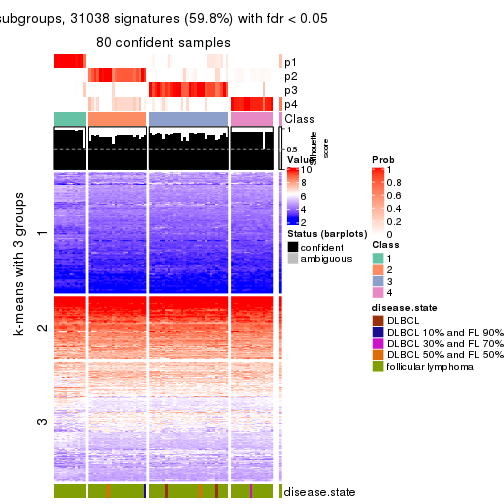 subgroups, 31038 signatures (59.8%) with fdr < 0.05
80 confident samples
p1
p2
p3
p4
Class
1
0.5
Silhouette
score
k-means with 3 groups
1
2
3
disease.state
Value
10
8
6
4
2
Status (barplots)
confident
ambiguous
Prob
1
0.8
0.6
0.4
0.2
0
Class
1
2
3
4
disease.state
DLBCL
DLBCL 10% and FL 90%
DLBCL 30% and FL 70%
DLBCL 50% and FL 50%
follicular lymphoma